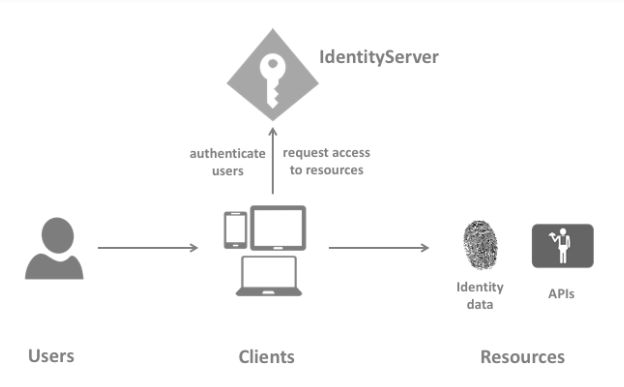 IdentityServer
authenticate
users
request access
to resources
Identity
data
APIs
Users
Clients
Resources